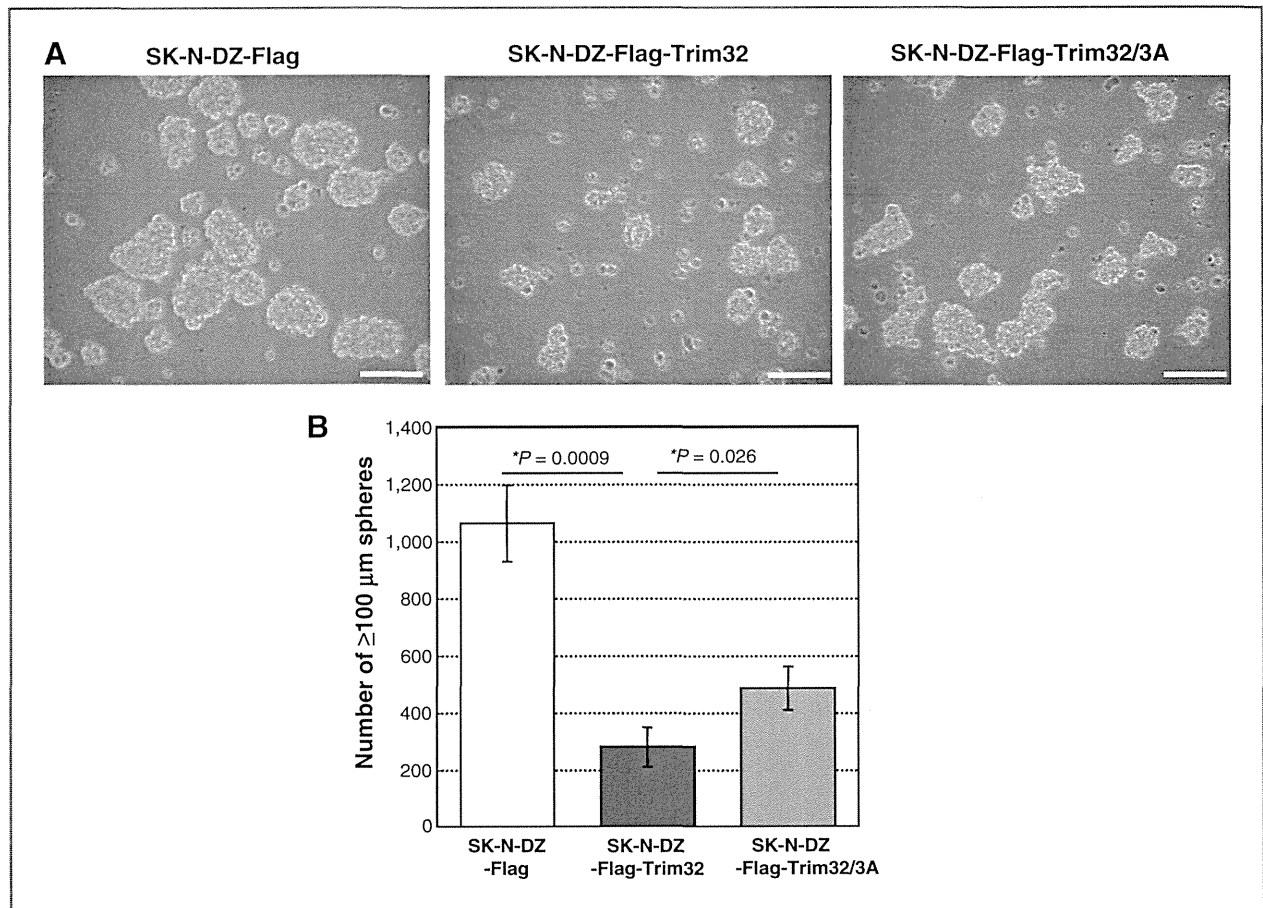 A
SK-N-DZ-Flag
SK-N-DZ-Flag-Trim32
SK-N-DZ-Flag-Trim32/3A
B
Number of ≥100 μm spheres
1,400
1,200
1,000
800
600
400
200
0
*P = 0.0009
*P = 0.026
SK-N-DZ
-Flag
SK-N-DZ
-Flag-Trim32
SK-N-DZ
-Flag-Trim32/3A